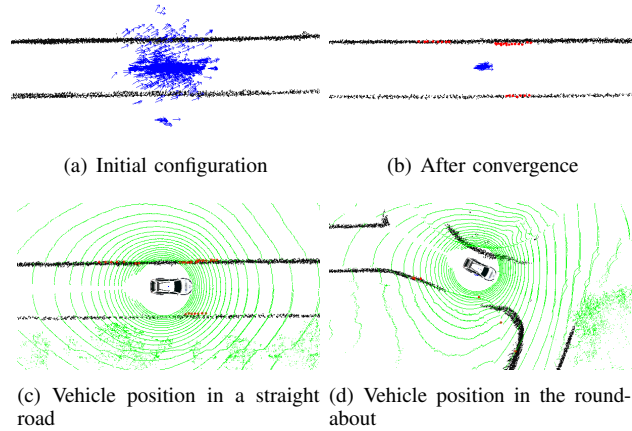 (a) Initial configuration
(b) After convergence
(c) Vehicle position in a straight
road
(d) Vehicle position in the round-
about